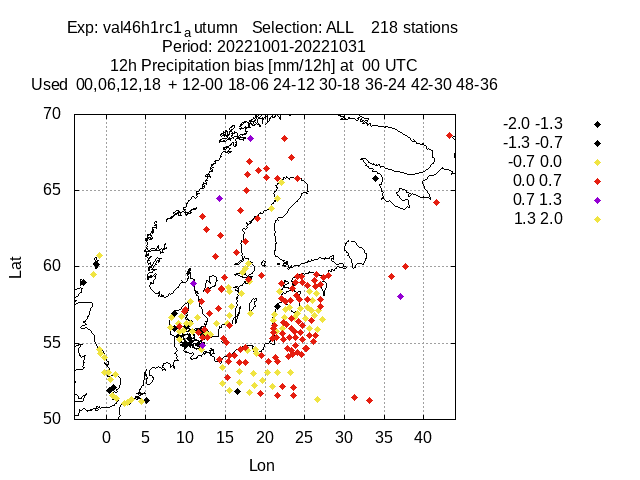 Exp: val46h1rc1autumn Selection: ALL 218 stations
Period: 20221001-20221031
12h Precipitation bias [mm/12h] at 00 UTC
Used 00,06,12,18 + 12-00 18-06 24-12 30-18 36-24 42-30 48-36
-2.0 -1.3
-1.3 -0.7
-0.7 0.0
0.0 0.7
0.7 1.3
1.3 2.0
70
65
60
55
50
Lat
0 5 10 15 20 25 30 35 40
Lon